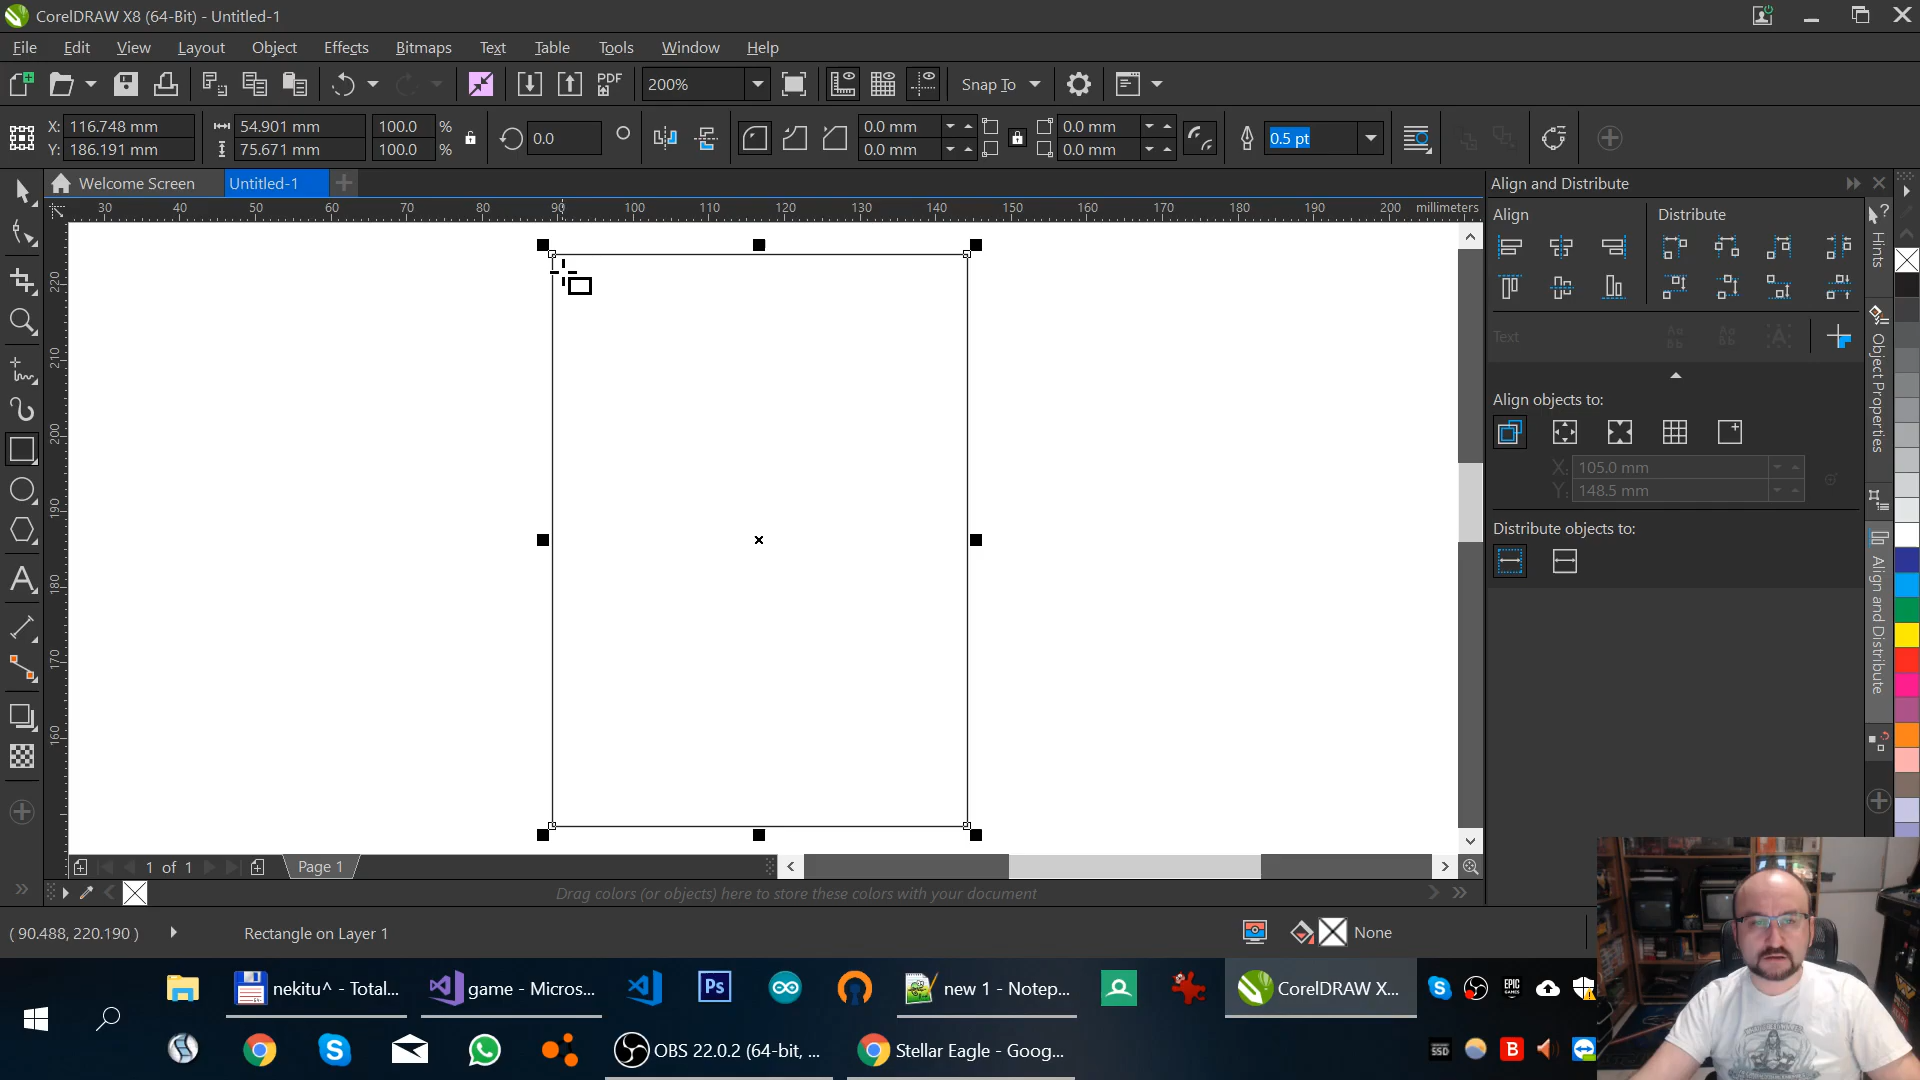 CorelDRAW X8 (64-Bit) - Untitled-1
File Edit View Layout Object Effects Bitmaps Text Table Tools Window Help
PDF 200% Snap To
X: 116.748 mm 54.901 mm 100.0 % 0.0 0.0 mm 0.0 mm 0.5 pt
Y: 186.191 mm 75.671 mm 100.0 % 0.0 mm 0.0 mm
Welcome Screen Untitled-1
30 40 50 60 70 80 90 100 110 120 130 140 150 160 170 180 190 200 millimeters
220
210
200
190
180
170
160
Align and Distribute
Align Distribute
Text
Align objects to:
X: 105.0 mm
Y: 148.5 mm
Distribute objects to:
Hints
Object Properties
Align and Distribute
1 of 1 Page 1
Drag colors (or objects) here to store these colors with your document
( 90.488, 220.190 ) Rectangle on Layer 1 None
nekitu^ - Total... game - Micros... Ps new 1 - Notep... CorelDRAW X... EPIC GAMES
OBS 22.0.2 (64-bit, ... Stellar Eagle - Goog... SSD B